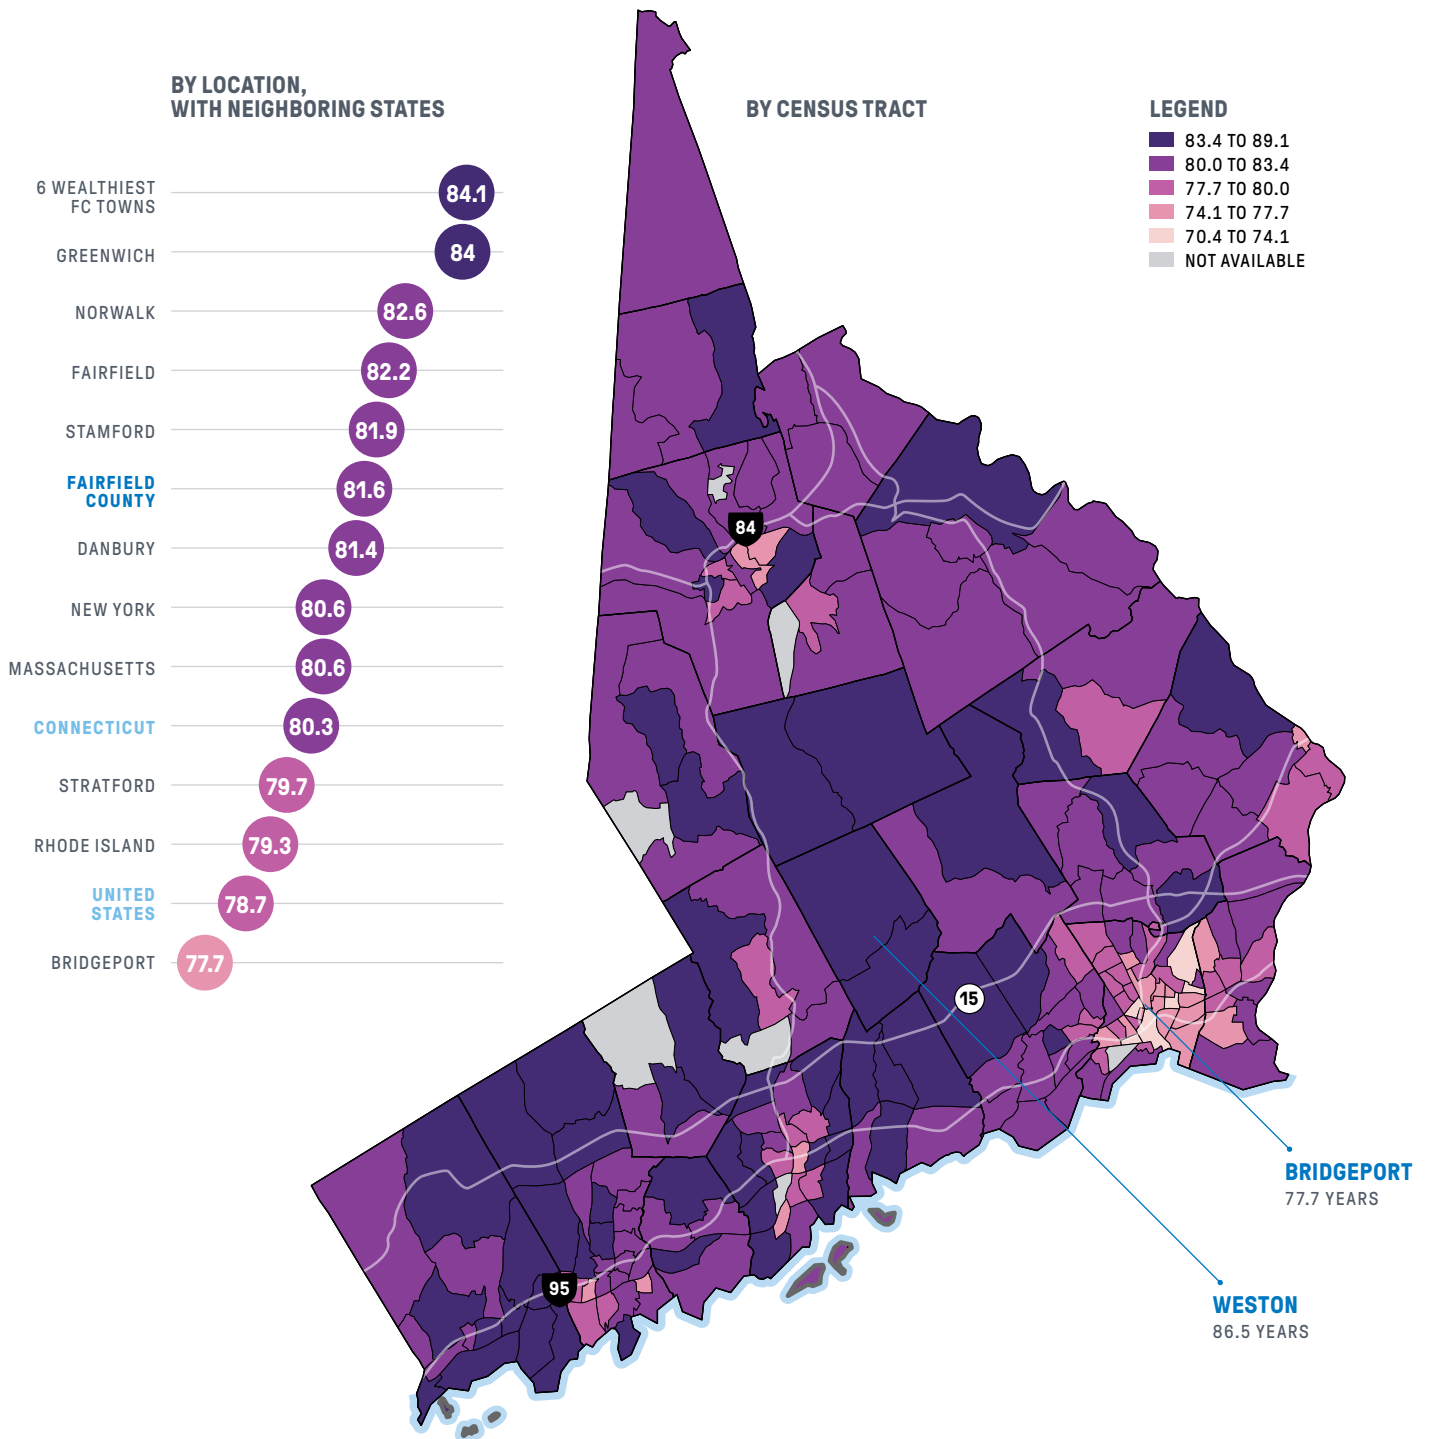 BY LOCATION,
WITH NEIGHBORING STATES
6 WEALTHIEST
FC TOWNS
84.1
GREENWICH
84
NORWALK
82.6
FAIRFIELD
82.2
STAMFORD
81.9
FAIRFIELD
COUNTY
81.6
DANBURY
81.4
NEW YORK
80.6
MASSACHUSETTS
80.6
CONNECTICUT
80.3
STRATFORD
79.7
RHODE ISLAND
79.3
UNITED
STATES
78.7
BRIDGEPORT
77.7
BY CENSUS TRACT
LEGEND
83.4 TO 89.1
80.0 TO 83.4
77.7 TO 80.0
74.1 TO 77.7
70.4 TO 74.1
NOT AVAILABLE
84
15
95
BRIDGEPORT
77.7 YEARS
WESTON
86.5 YEARS